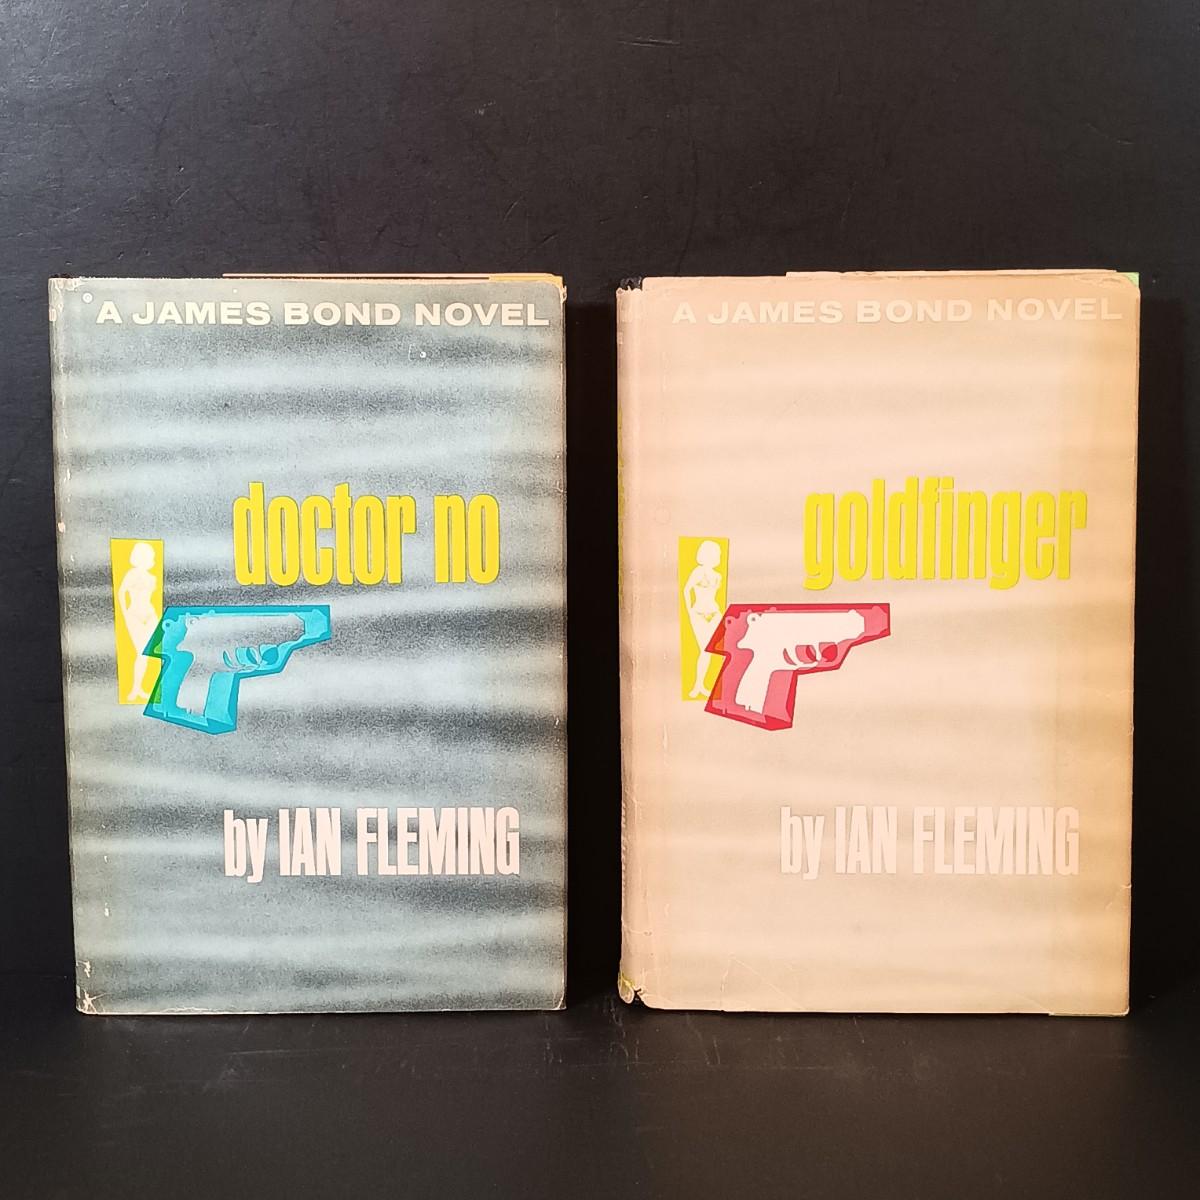 A JAMES BOND NOVEL
doctor no
by IAN FLEMING
A JAMES BOND NOVEL
goldfinger
by IAN FLEMING